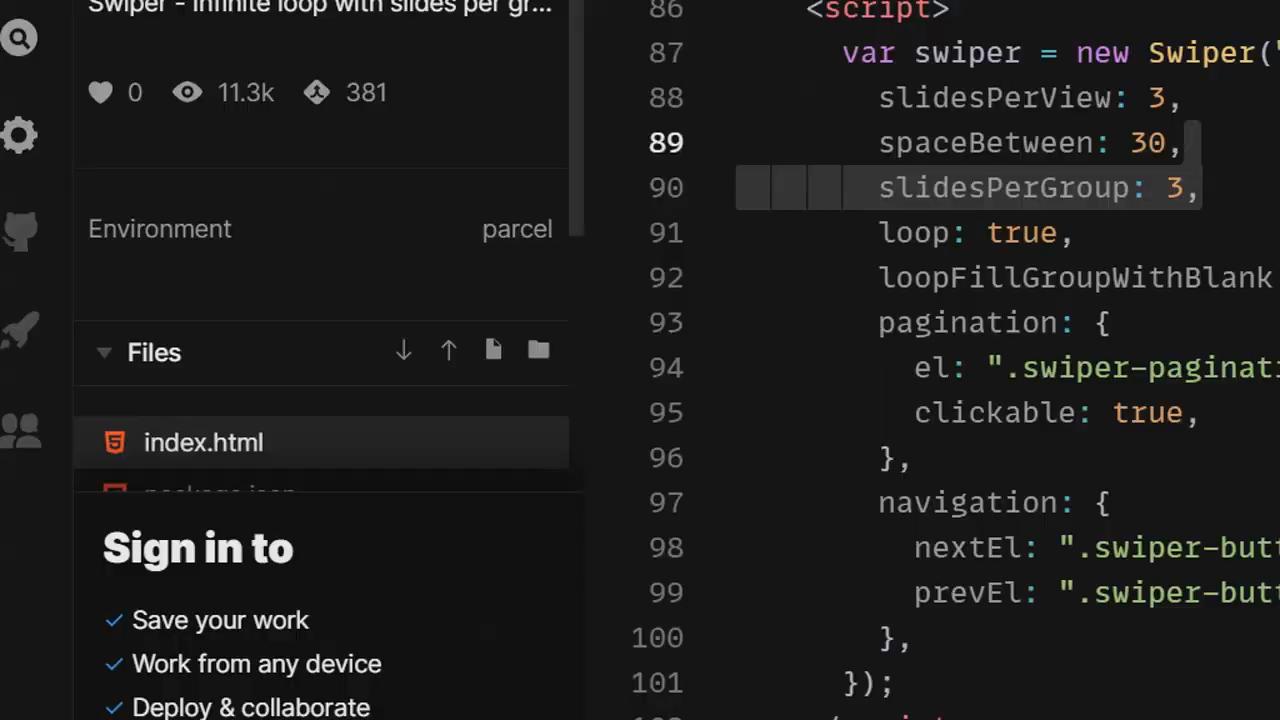 Swiper - Infinite loop with slides per gr...
0 11.3k 381
Environment parcel
Files
index.html
package.json
Sign in to
Save your work
Work from any device
Deploy & collaborate
86 <script>
87 var swiper = new Swiper("
88 slidesPerView: 3,
89 spaceBetween: 30,
90 slidesPerGroup: 3,
91 loop: true,
92 loopFillGroupWithBlank
93 pagination: {
94 el: ".swiper-paginati
95 clickable: true,
96 },
97 navigation: {
98 nextEl: ".swiper-butt
99 prevEl: ".swiper-butt
100 },
101 });